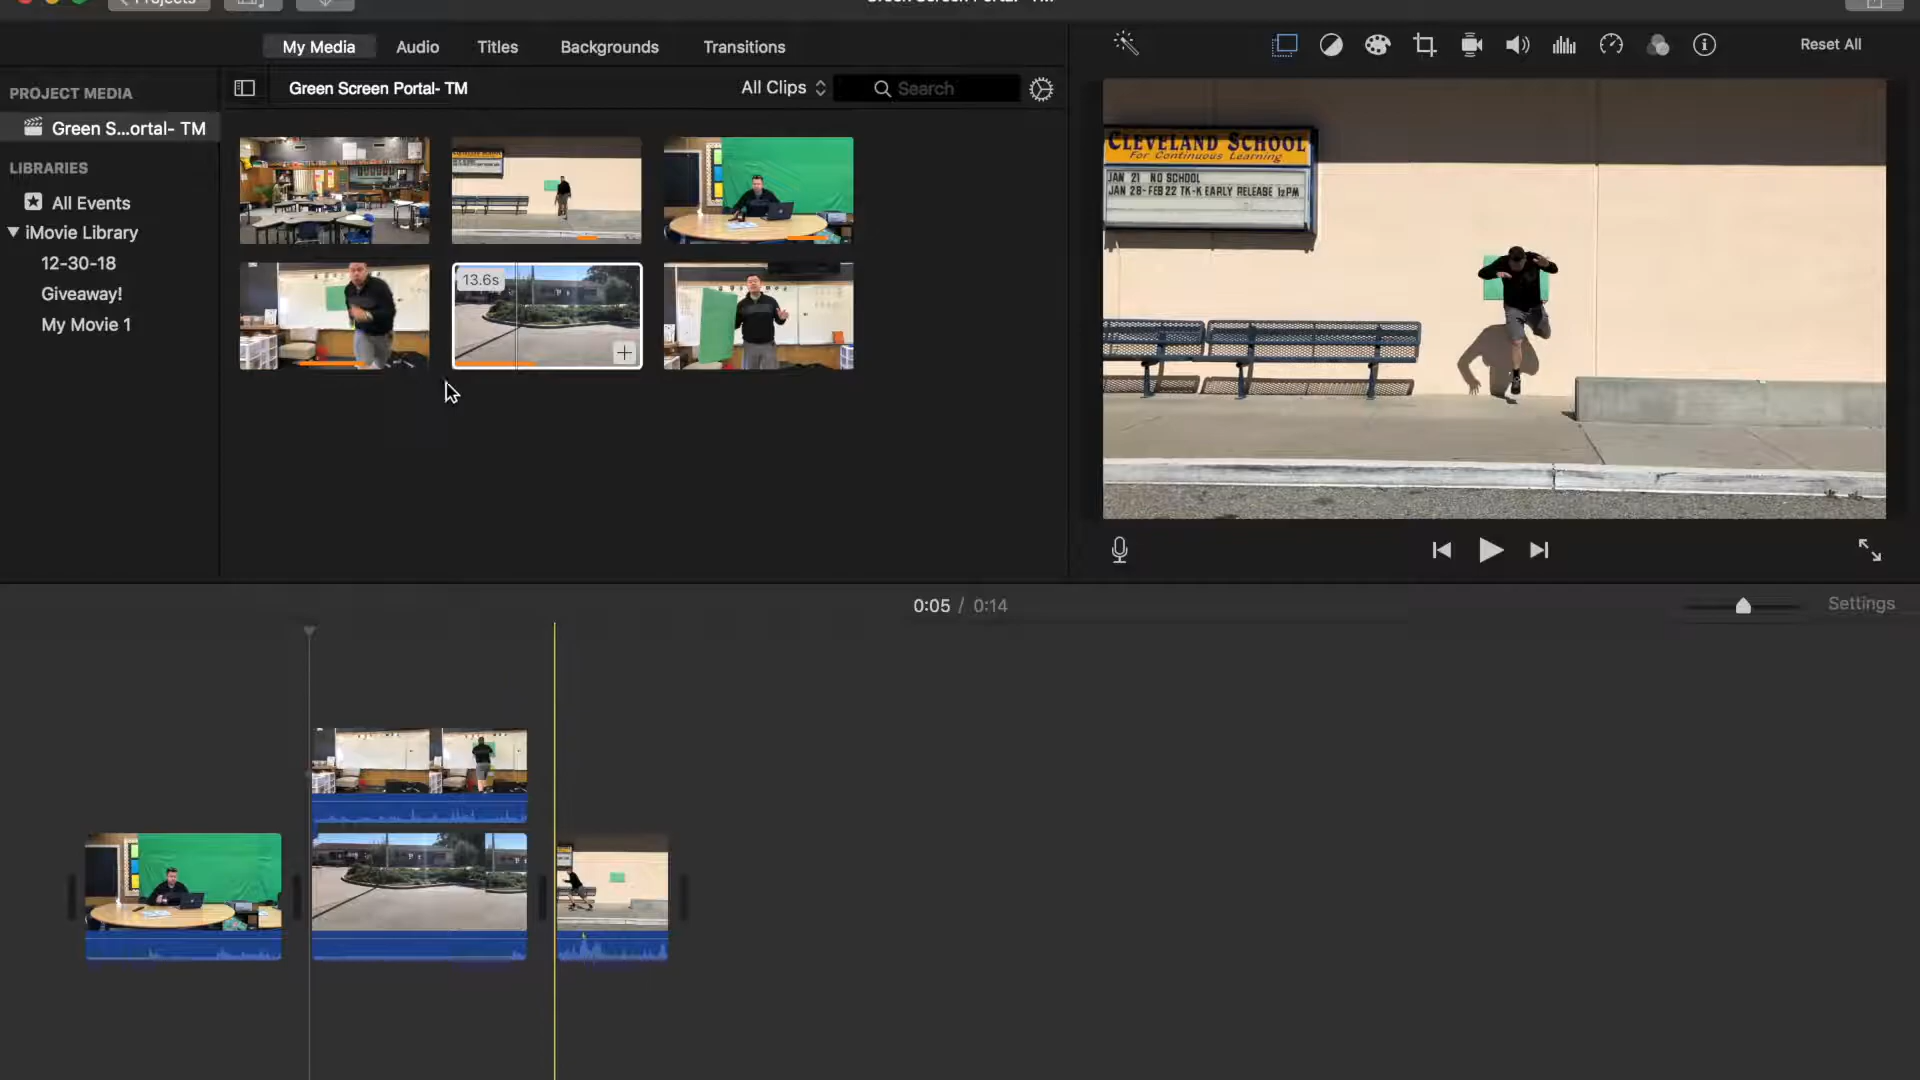 Projects
My Media
Audio
Titles
Backgrounds
Transitions
Reset All
PROJECT MEDIA
Green Screen Portal- TM
All Clips
Search
Green S...ortal- TM
LIBRARIES
All Events
iMovie Library
12-30-18
Giveaway!
My Movie 1
13.6s
CLEVELAND SCHOOL
For Continuous Learning
JAN 21 NO SCHOOL
JAN 28-FEB 22 TK-K EARLY RELEASE 12PM
0:05 / 0:14
Settings